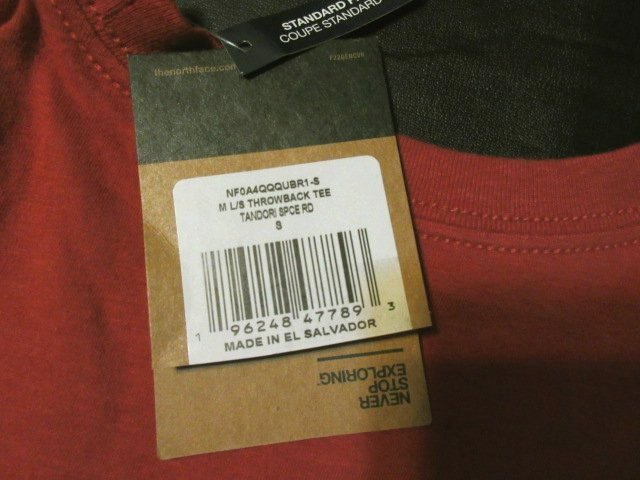 STANDARD F
COUPE STANDARD
thenorthface.com
NF0A4QQQUBR1-S
M L/S THROWBACK TEE
TANDORI SPCE RD
S
1 96248 47789 3
MADE IN EL SALVADOR
NEVER
STOP
EXPLORING